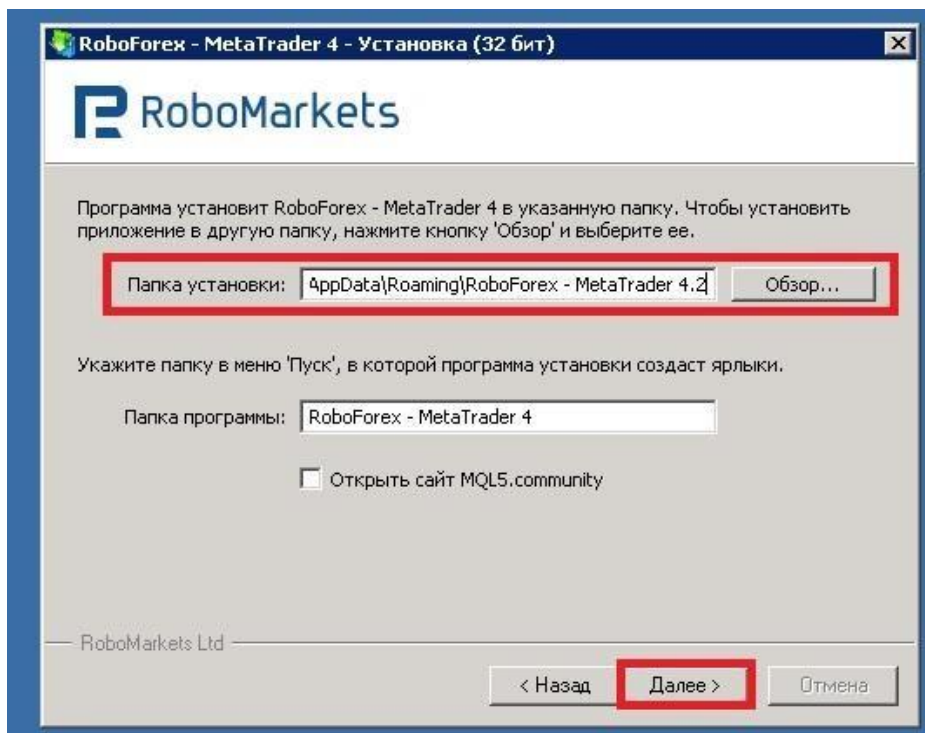 RoboForex - MetaTrader 4 - Установка (32 бит)
RoboMarkets
Программа установит RoboForex - MetaTrader 4 в указанную папку. Чтобы установить
приложение в другую папку, нажмите кнопку 'Обзор' и выберите ее.
Папка установки: AppData\Roaming\RoboForex - MetaTrader 4.2 Обзор...
Укажите папку в меню 'Пуск', в которой программа установки создаст ярлыки.
Папка программы: RoboForex - MetaTrader 4
Открыть сайт MQL5.community
RoboMarkets Ltd
< Назад Далее > Отмена